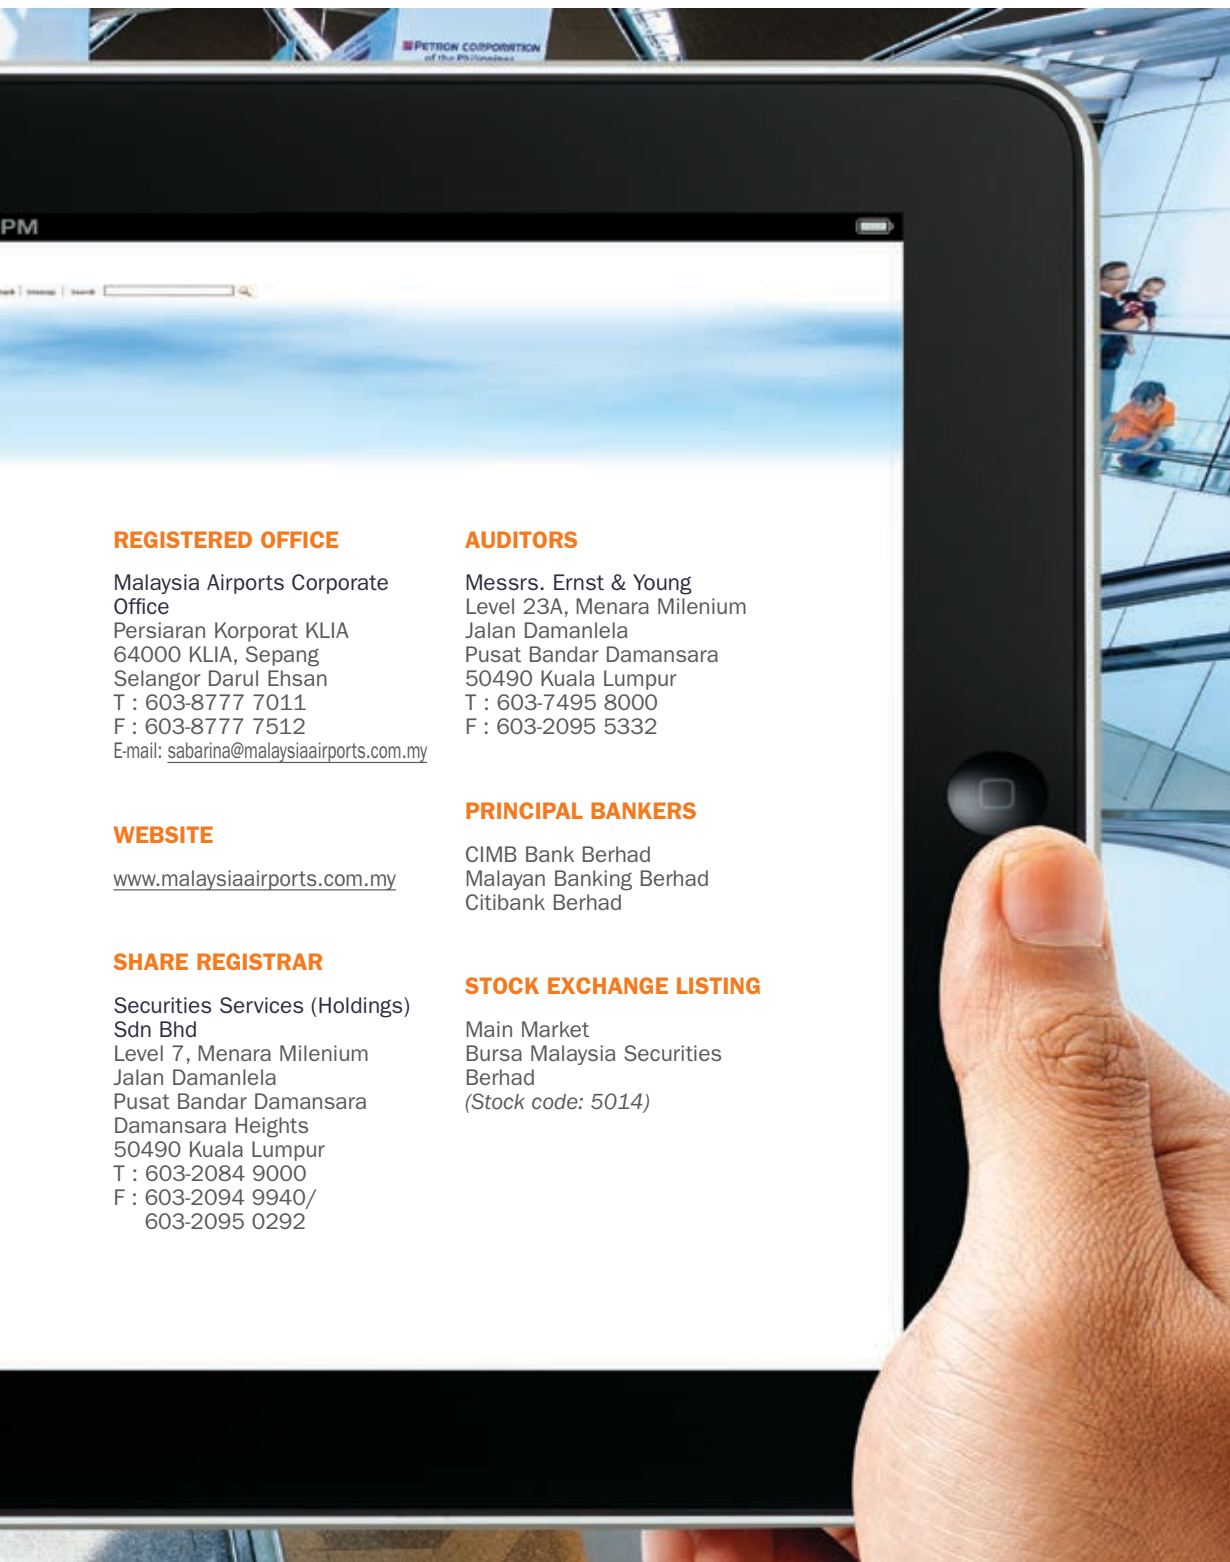 PETRON CORPORATION
of the Philippines
PM
Sitemap
Search
REGISTERED OFFICE
Malaysia Airports Corporate
Office
Persiaran Korporat KLIA
64000 KLIA, Sepang
Selangor Darul Ehsan
T : 603-8777 7011
F : 603-8777 7512
E-mail: sabarina@malaysiaairports.com.my
WEBSITE
www.malaysiaairports.com.my
SHARE REGISTRAR
Securities Services (Holdings)
Sdn Bhd
Level 7, Menara Milenium
Jalan Damanlela
Pusat Bandar Damansara
Damansara Heights
50490 Kuala Lumpur
T : 603-2084 9000
F : 603-2094 9940/
603-2095 0292
AUDITORS
Messrs. Ernst & Young
Level 23A, Menara Milenium
Jalan Damanlela
Pusat Bandar Damansara
50490 Kuala Lumpur
T : 603-7495 8000
F : 603-2095 5332
PRINCIPAL BANKERS
CIMB Bank Berhad
Malayan Banking Berhad
Citibank Berhad
STOCK EXCHANGE LISTING
Main Market
Bursa Malaysia Securities
Berhad
(Stock code: 5014)